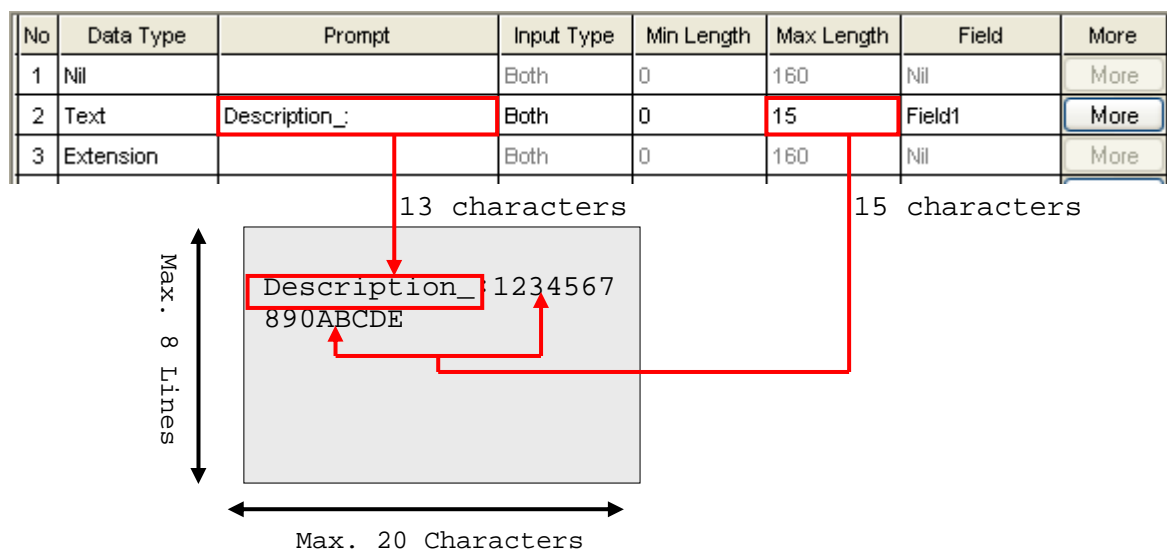 No Data Type Prompt Input Type Min Length Max Length Field More
1 Nil Both 0 160 Nil More
2 Text Description_: Both 0 15 Field1 More
3 Extension Both 0 160 Nil More
13 characters 15 characters
Max. 8 Lines
Description_:1234567
890ABCDE
Max. 20 Characters